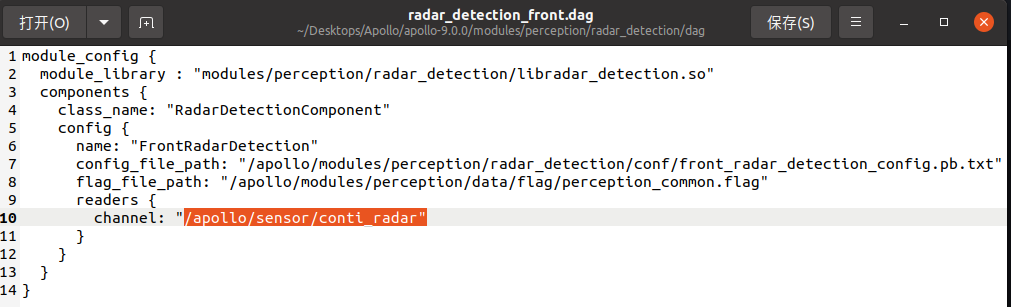 打开(O)
radar_detection_front.dag
~/Desktops/Apollo/apollo-9.0.0/modules/perception/radar_detection/dag
保存(S)
1 module_config {
2   module_library : "modules/perception/radar_detection/libradar_detection.so"
3   components {
4     class_name: "RadarDetectionComponent"
5     config {
6       name: "FrontRadarDetection"
7       config_file_path: "/apollo/modules/perception/radar_detection/conf/front_radar_detection_config.pb.txt"
8       flag_file_path: "/apollo/modules/perception/data/flag/perception_common.flag"
9       readers {
10         channel: "/apollo/sensor/conti_radar"
11       }
12     }
13   }
14 }